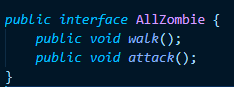 public interface AllZombie {
    public void walk();
    public void attack();
}